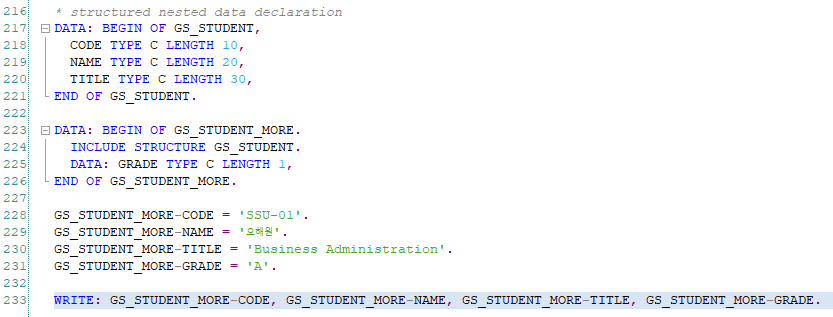 216 * structured nested data declaration
217 DATA: BEGIN OF GS_STUDENT,
218 CODE TYPE C LENGTH 10,
219 NAME TYPE C LENGTH 20,
220 TITLE TYPE C LENGTH 30,
221 END OF GS_STUDENT.
222
223 DATA: BEGIN OF GS_STUDENT_MORE.
224 INCLUDE STRUCTURE GS_STUDENT.
225 DATA: GRADE TYPE C LENGTH 1,
226 END OF GS_STUDENT_MORE.
227
228 GS_STUDENT_MORE-CODE = 'SSU-01'.
229 GS_STUDENT_MORE-NAME = '오해원'.
230 GS_STUDENT_MORE-TITLE = 'Business Administration'.
231 GS_STUDENT_MORE-GRADE = 'A'.
232
233 WRITE: GS_STUDENT_MORE-CODE, GS_STUDENT_MORE-NAME, GS_STUDENT_MORE-TITLE, GS_STUDENT_MORE-GRADE.